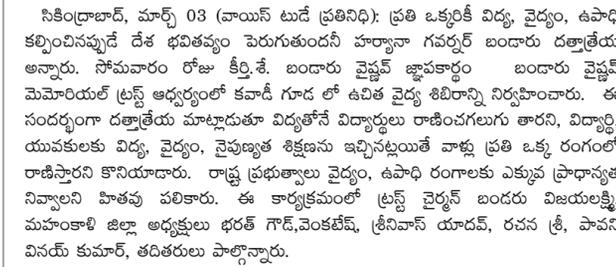 సికింద్రాబాద్, మార్చ్ 03 (వాయిస్ టుడే ప్రతినిధి): ప్రతి ఒక్కరికీ విద్య, వైద్యం, ఉపాధి
కల్పించినప్పుడే దేశ భవితవ్యం పెరుగుతుందనీ హర్యానా గవర్నర్ బండారు దత్తాత్రేయ
అన్నారు. సోమవారం రోజు కీర్తి.శే. బండారు వైష్ణవ్ జ్ఞాపకార్థం బండారు వైష్ణవ్
మెమోరియల్ ట్రస్ట్ ఆధ్వర్యంలో కవాడీ గూడ లో ఉచిత వైద్య శిబిరాన్ని నిర్వహించారు. ఈ
సందర్భంగా దత్తాత్రేయ మాట్లాడుతూ విద్యతోనే విద్యార్థులు రాణించగలుగు తారని, విద్యార్థి,
యువకులకు విద్య, వైద్యం, నైపుణ్యత శిక్షణను ఇచ్చినట్లయితే వాళ్లు ప్రతి ఒక్క రంగంలో
రాణిస్తారని కొనియాడారు. రాష్ట్ర ప్రభుత్వాలు వైద్యం, ఉపాధి రంగాలకు ఎక్కువ ప్రాధాన్యత
నివ్వాలని హితవు పలికారు. ఈ కార్యక్రమంలో ట్రస్ట్ చైర్మన్ బండరు విజయలక్ష్మి,
మహంకాళి జిల్లా అధ్యక్షులు భరత్ గౌడ్,వెంకటేష్, శ్రీనివాస్ యాదవ్, రచన శ్రీ, పావని
వినయ్ కుమార్, తదితరులు పాల్గొన్నారు.